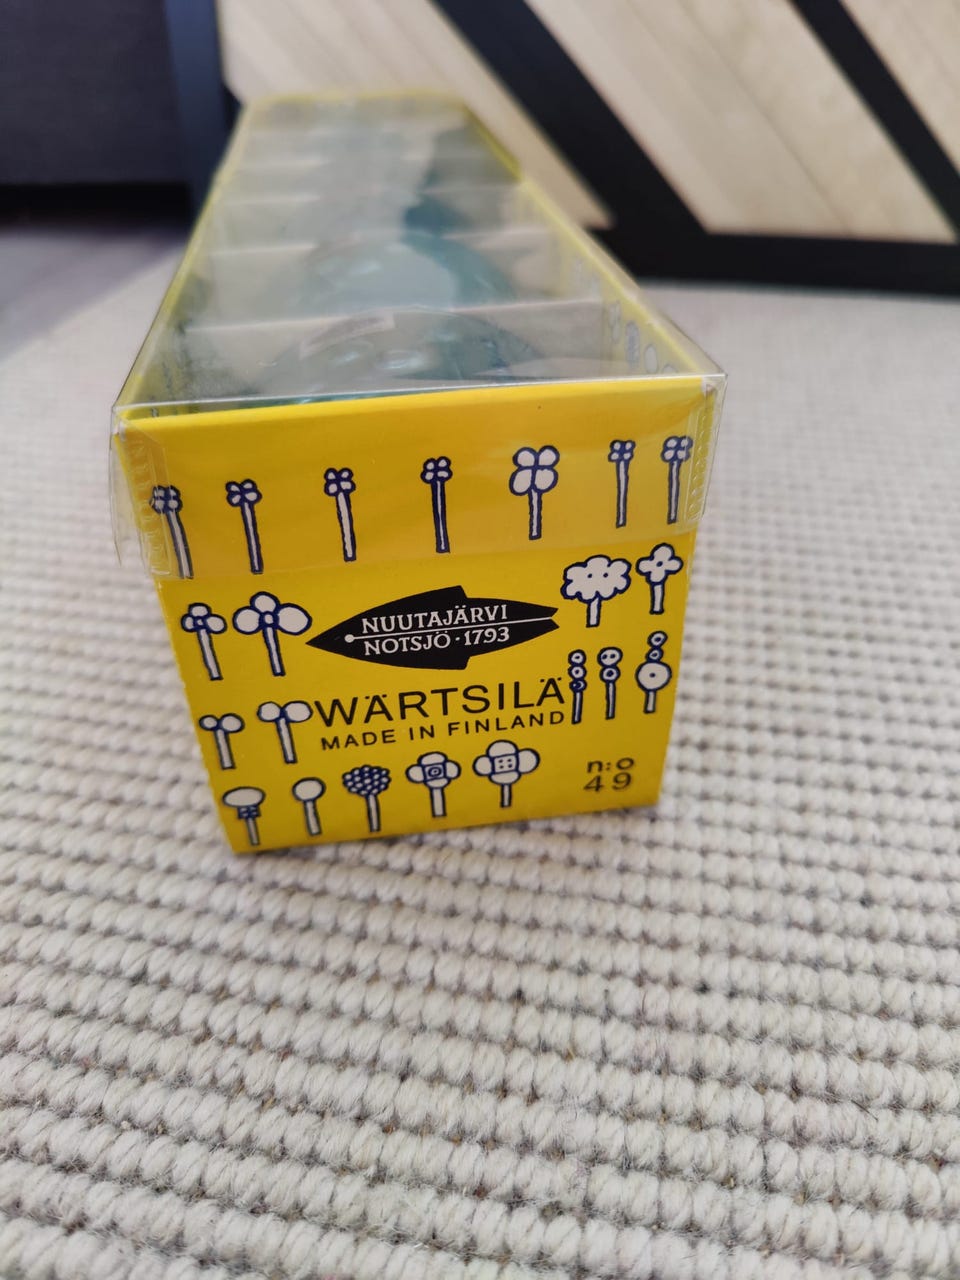 NUUTAJÄRVI
NOTSJÖ · 1793
WÄRTSILÄ
MADE IN FINLAND
n:o
49